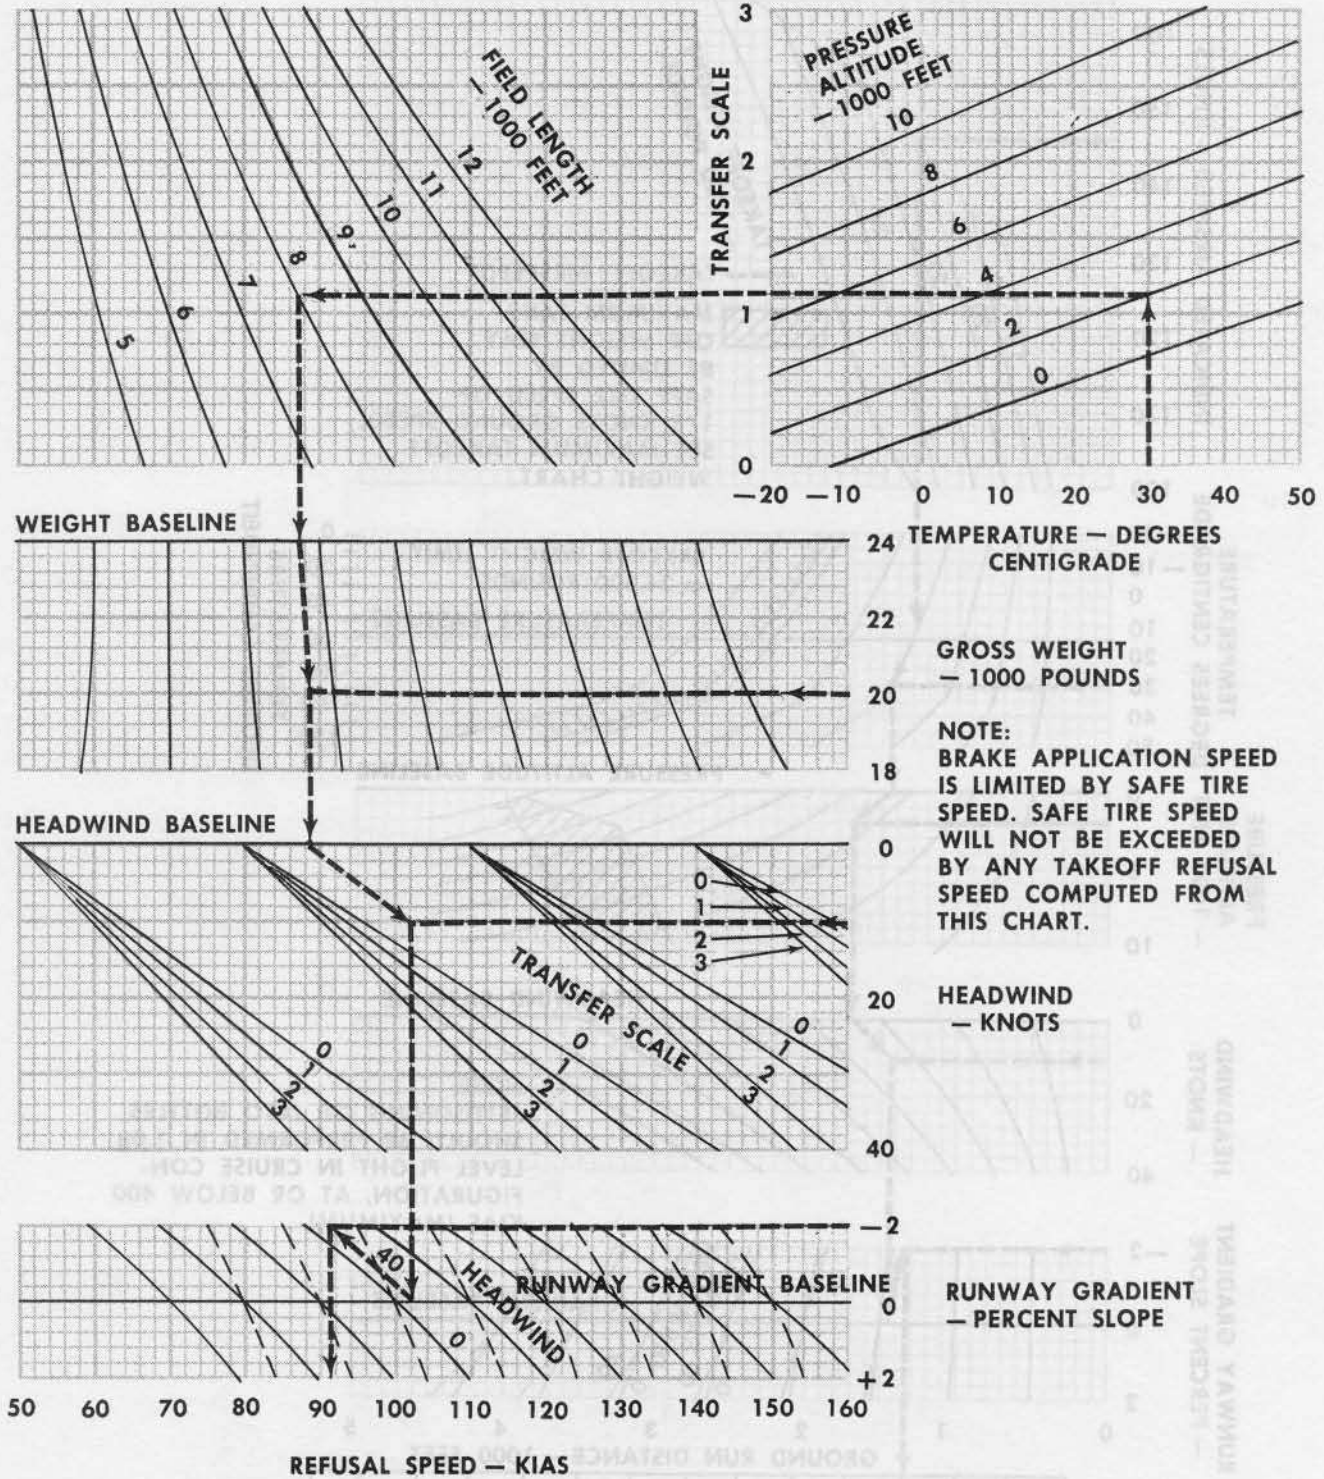 FIELD LENGTH
— 1000 FEET
5
6
7
8
9
10
11
12
TRANSFER SCALE
3
2
1
0
PRESSURE
ALTITUDE
— 1000 FEET
10
8
6
4
2
0
—20 —10 0 10 20 30 40 50
TEMPERATURE — DEGREES
CENTIGRADE
WEIGHT BASELINE
24
22
20
18
GROSS WEIGHT
— 1000 POUNDS
NOTE:
BRAKE APPLICATION SPEED
IS LIMITED BY SAFE TIRE
SPEED. SAFE TIRE SPEED
WILL NOT BE EXCEEDED
BY ANY TAKEOFF REFUSAL
SPEED COMPUTED FROM
THIS CHART.
HEADWIND BASELINE
0
20
40
0
1
2
3
TRANSFER SCALE
0
1
2
3
0
1
2
3
0
1
2
3
HEADWIND
— KNOTS
—2
0
+2
40
HEADWIND
0
RUNWAY GRADIENT BASELINE
RUNWAY GRADIENT
— PERCENT SLOPE
50 60 70 80 90 100 110 120 130 140 150 160
REFUSAL SPEED — KIAS